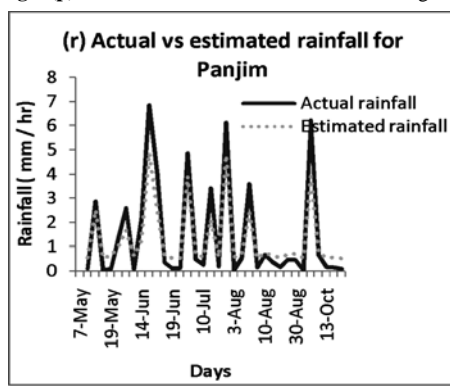 (r) Actual vs estimated rainfall for
Panjim
8
7
6
5
4
3
2
1
0
Rainfall ( mm / hr)
Actual rainfall
Estimated rainfall
7-May
19-May
14-Jun
19-Jun
10-Jul
3-Aug
10-Aug
30-Aug
13-Oct
Days